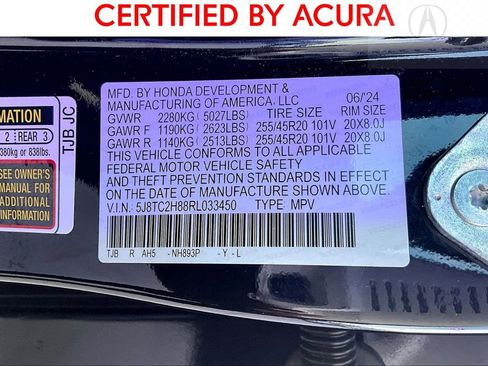 CERTIFIED BY ACURA
MFD. BY HONDA DEVELOPMENT &
MANUFACTURING OF AMERICA, LLC 06/'24
GVWR 2280KG (5027LBS) TIRE SIZE RIM SIZE
GAWR F 1190KG (2623LBS) 255/45R20 101V 20X8.0J
GAWR R 1140KG (2513LBS) 255/45R20 101V 20X8.0J
THIS VEHICLE CONFORMS TO ALL APPLICABLE
FEDERAL MOTOR VEHICLE SAFETY
AND THEFT PREVENTION STANDARDS IN EFFECT ON
THE DATE OF MANUFACTURE SHOWN ABOVE.
V.I.N. 5J8TC2H88RL033450 TYPE: MPV
TJB R AH5 - NH893P - Y - L
MATION
2 REAR 3
380kg or 838lbs.
SEE OWNER'S
MANUAL FOR
ADDITIONAL
INFORMATION
TJB JC